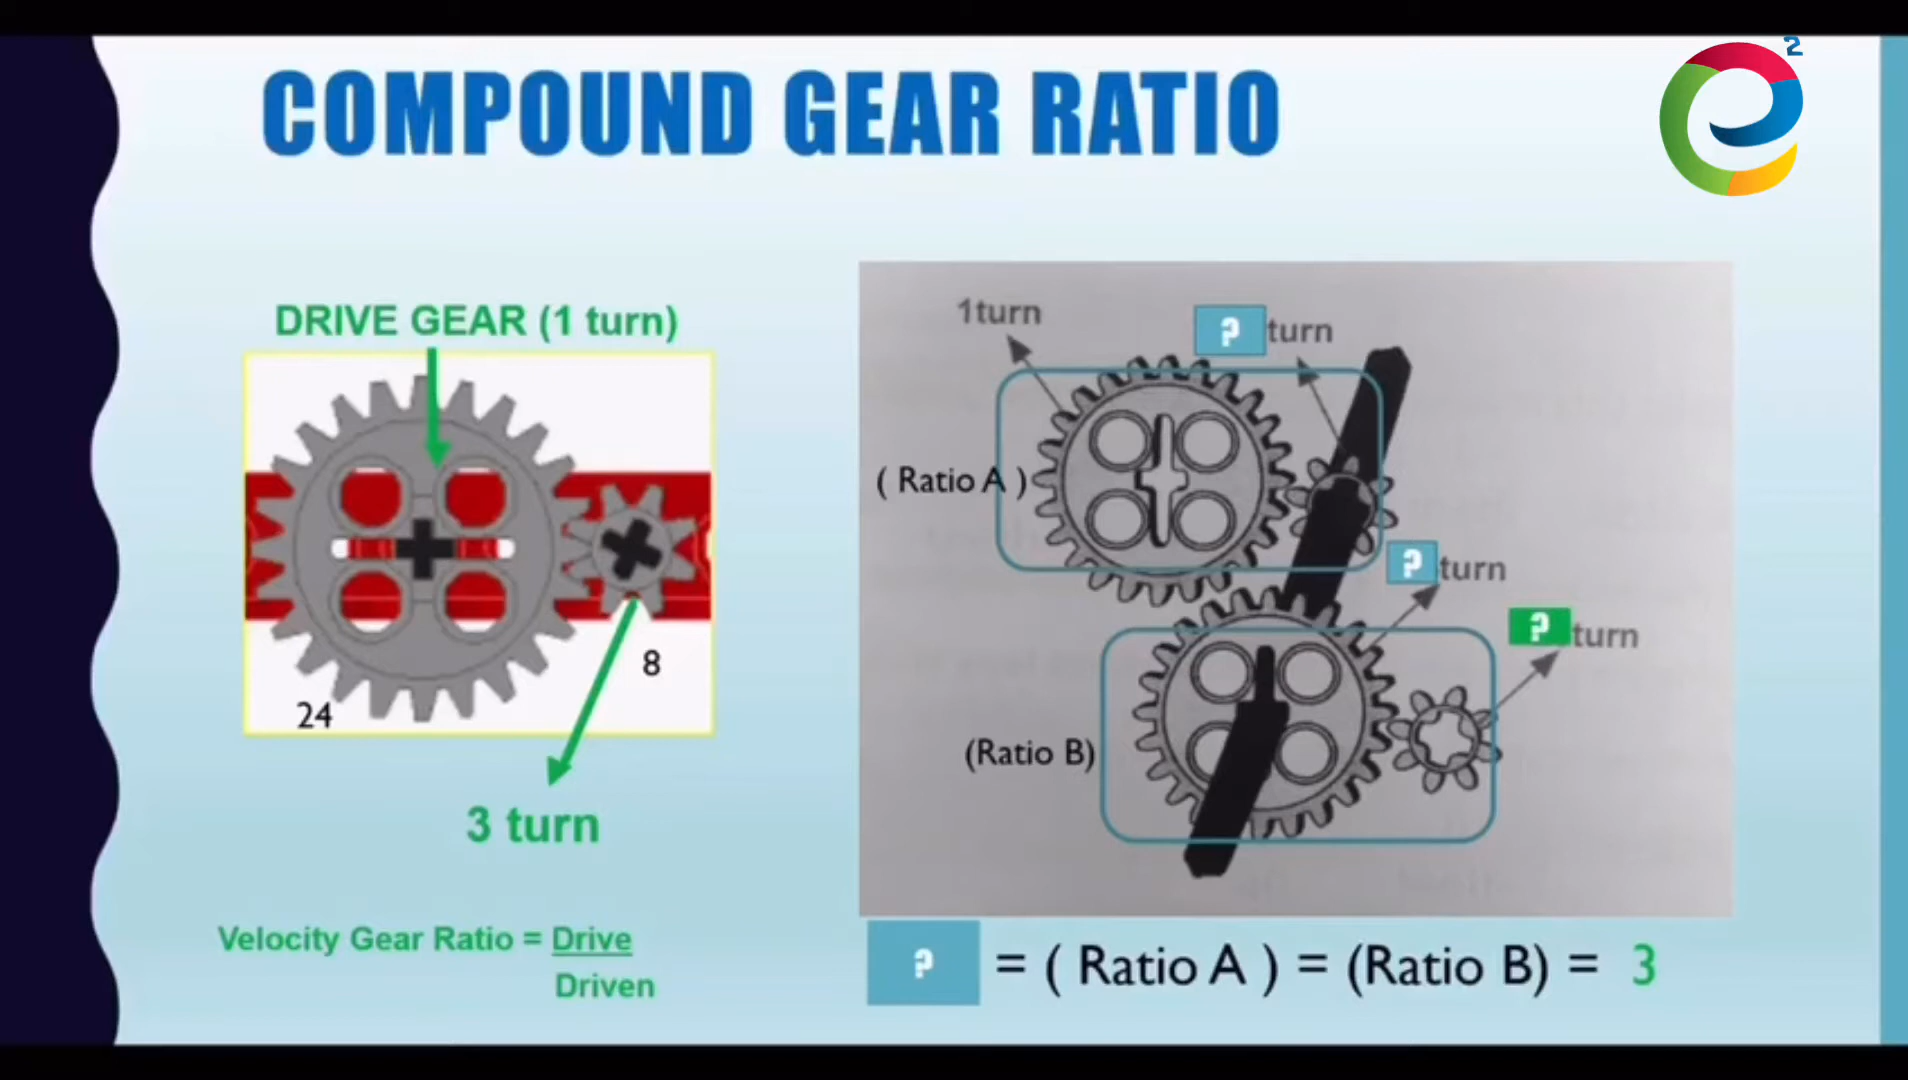 COMPOUND GEAR RATIO
e2
DRIVE GEAR (1 turn)
24
8
3 turn
Velocity Gear Ratio = Drive
Driven
1turn
? turn
( Ratio A )
? turn
? turn
(Ratio B)
? = ( Ratio A ) = (Ratio B) = 3